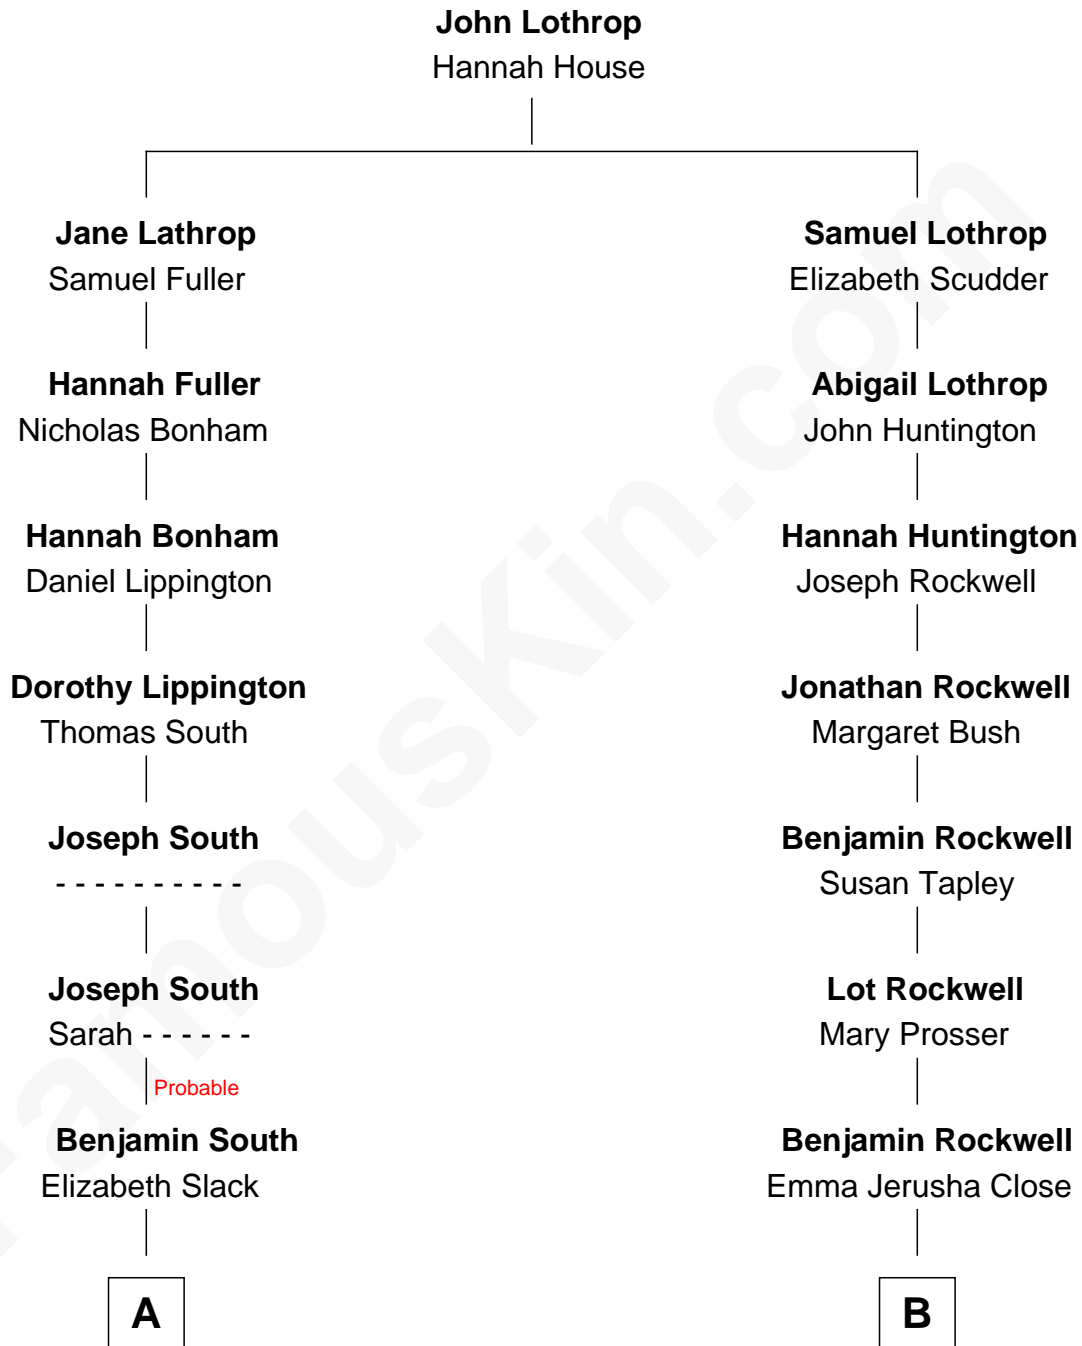 John Lothrop
Hannah House
Jane Lathrop
Samuel Fuller
Samuel Lothrop
Elizabeth Scudder
Hannah Fuller
Nicholas Bonham
Abigail Lothrop
John Huntington
Hannah Bonham
Daniel Lippington
Hannah Huntington
Joseph Rockwell
Dorothy Lippington
Thomas South
Jonathan Rockwell
Margaret Bush
Joseph South
- - - - - - - - - -
Benjamin Rockwell
Susan Tapley
Joseph South
Sarah - - - - - -
Probable
Lot Rockwell
Mary Prosser
Benjamin South
Elizabeth Slack
Benjamin Rockwell
Emma Jerusha Close
A
B
FamousKin.com